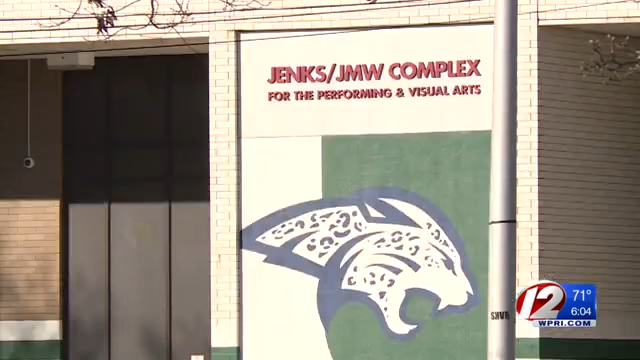 JENKS/JMW COMPLEX
FOR THE PERFORMING & VISUAL ARTS
12
71°
6:04
WPRI.COM